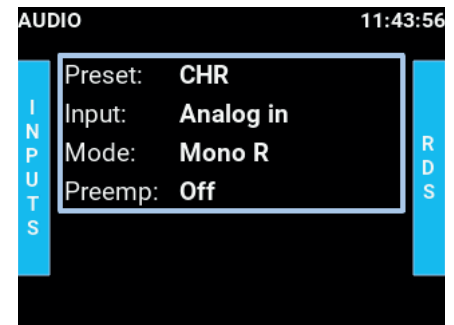 AUDIO 11:43:56
INPUTS
Preset: CHR
Input: Analog in
Mode: Mono R
Preemp: Off
RDS